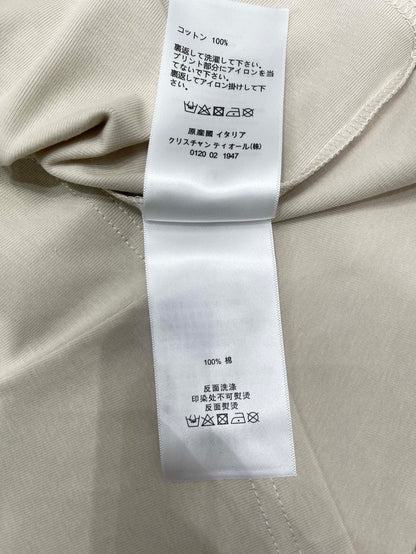 コットン 100%
裏返して洗濯して下さい。
プリント部分にアイロンを当
てないで下さい。
裏返してアイロン掛けして下
さい。
原産國 イタリア
クリスチャン ディオール(株)
0120 02 1947
100% 棉
反面洗涤
印染处不可熨烫
反面熨烫